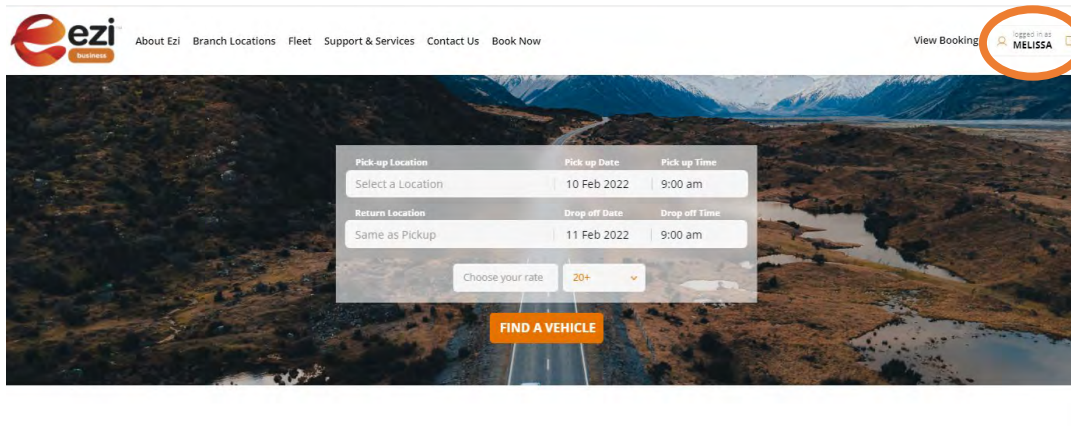 ezi
business
About Ezi Branch Locations Fleet Support & Services Contact Us Book Now
View Booking
logged in as
MELISSA
Pick-up Location Pick up Date Pick up Time
Select a Location 10 Feb 2022 9:00 am
Return Location Drop off Date Drop off Time
Same as Pickup 11 Feb 2022 9:00 am
Choose your rate 20+
FIND A VEHICLE